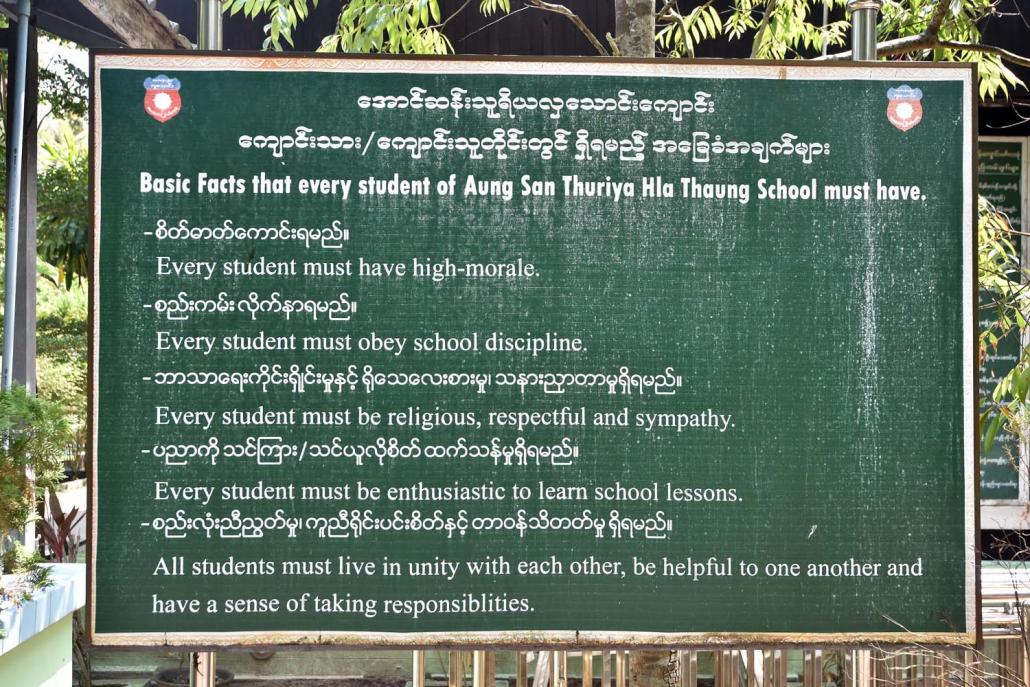 အောင်ဆန်းသူရိယလှသောင်းကျောင်း
ကျောင်းသား/ကျောင်းသူတိုင်းတွင် ရှိရမည့် အခြေခံအချက်များ
Basic Facts that every student of Aung San Thuriya Hla Thaung School must have.
-စိတ်ဓာတ်ကောင်းရမည်။
Every student must have high-morale.
-စည်းကမ်းလိုက်နာရမည်။
Every student must obey school discipline.
-ဘာသာရေးကိုင်းရှိုင်းမှုနှင့် ရိုသေလေးစားမှု၊ သနားညှာတာမှုရှိရမည်။
Every student must be religious, respectful and sympathy.
-ပညာကို သင်ကြား/သင်ယူလိုစိတ် ထက်သန်မှုရှိရမည်။
Every student must be enthusiastic to learn school lessons.
-စည်းလုံးညီညွတ်မှု၊ ကူညီရိုင်းပင်းစိတ်နှင့် တာဝန်သိတတ်မှု ရှိရမည်။
All students must live in unity with each other, be helpful to one another and
have a sense of taking responsiblities.